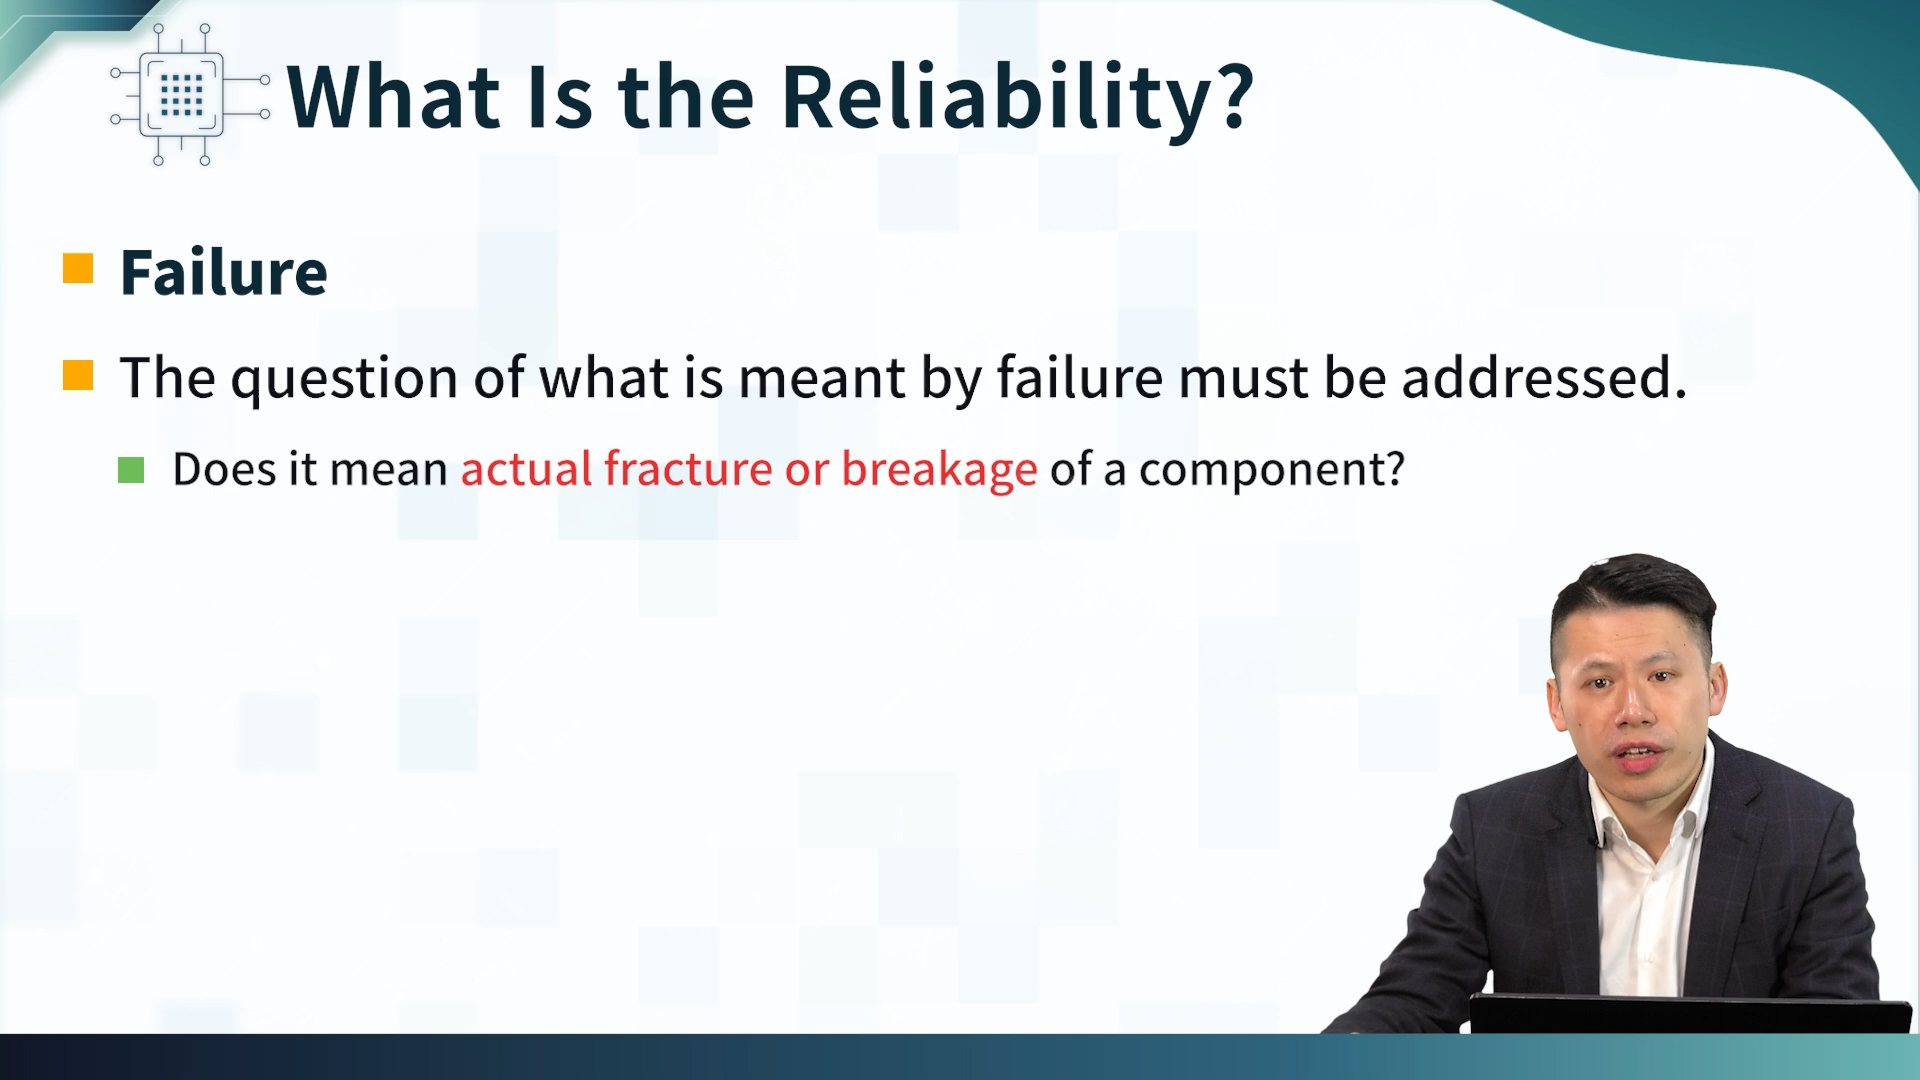 What Is the Reliability?
Failure
The question of what is meant by failure must be addressed.
Does it mean actual fracture or breakage of a component?